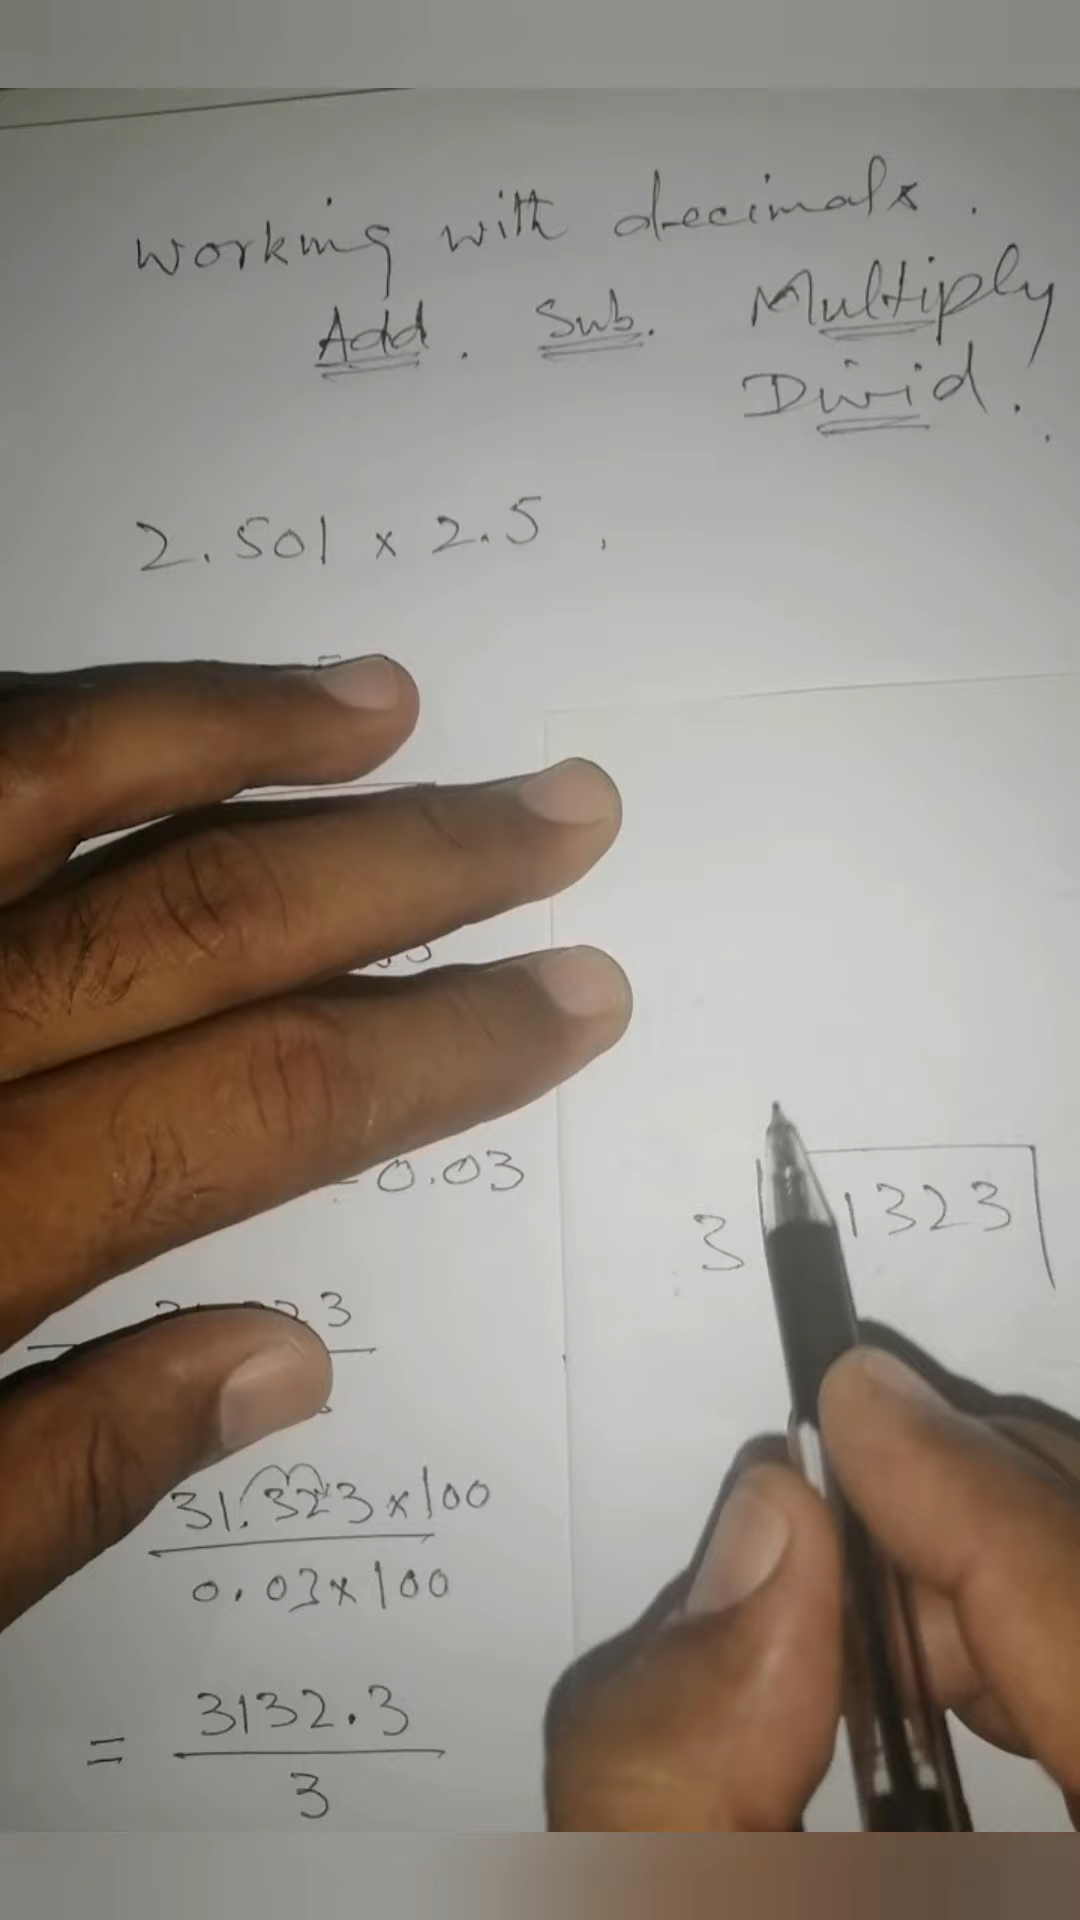 Working with decimals.
Add. Sub. Multiply
Divid.
2.501 x 2.5,
0.03
3
3 1323
31.323 x 100
0.03 x 100
= 3132.3
3